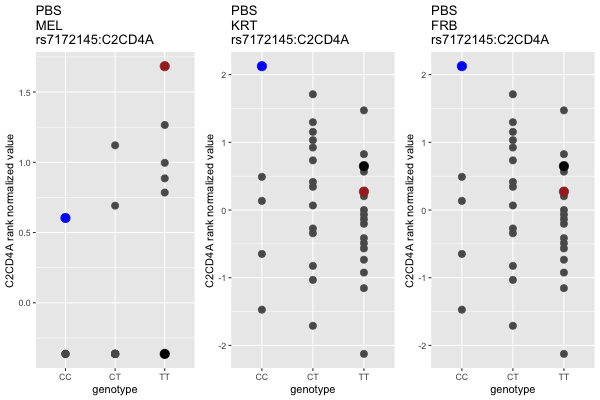 PBS
MEL
rs7172145:C2CD4A
C2CD4A rank normalized value
1.5
1.0
0.5
0.0
CC CT TT
genotype
PBS
KRT
rs7172145:C2CD4A
C2CD4A rank normalized value
2
1
0
-1
-2
CC CT TT
genotype
PBS
FRB
rs7172145:C2CD4A
C2CD4A rank normalized value
2
1
0
-1
-2
CC CT TT
genotype